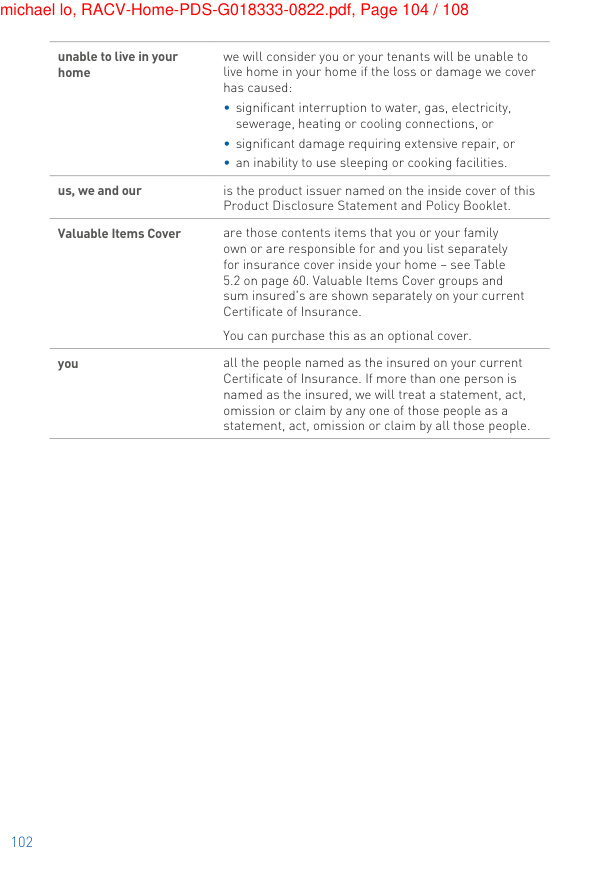 michael lo, RACV-Home-PDS-G018333-0822.pdf, Page 104 / 108
unable to live in your
home
we will consider you or your tenants will be unable to
live home in your home if the loss or damage we cover
has caused:
• significant interruption to water, gas, electricity,
sewerage, heating or cooling connections, or
• significant damage requiring extensive repair, or
• an inability to use sleeping or cooking facilities.
us, we and our
is the product issuer named on the inside cover of this
Product Disclosure Statement and Policy Booklet.
Valuable Items Cover
are those contents items that you or your family
own or are responsible for and you list separately
for insurance cover inside your home – see Table
5.2 on page 60. Valuable Items Cover groups and
sum insured's are shown separately on your current
Certificate of Insurance.
You can purchase this as an optional cover.
you
all the people named as the insured on your current
Certificate of Insurance. If more than one person is
named as the insured, we will treat a statement, act,
omission or claim by any one of those people as a
statement, act, omission or claim by all those people.
102